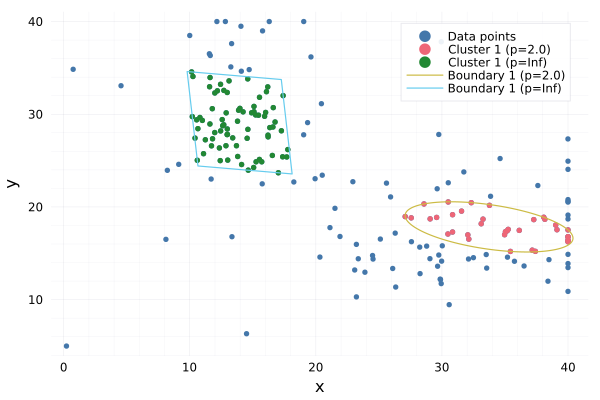 40
30
20
10
y
0
10
20
30
40
x
Data points
Cluster 1 (p=2.0)
Cluster 1 (p=Inf)
Boundary 1 (p=2.0)
Boundary 1 (p=Inf)